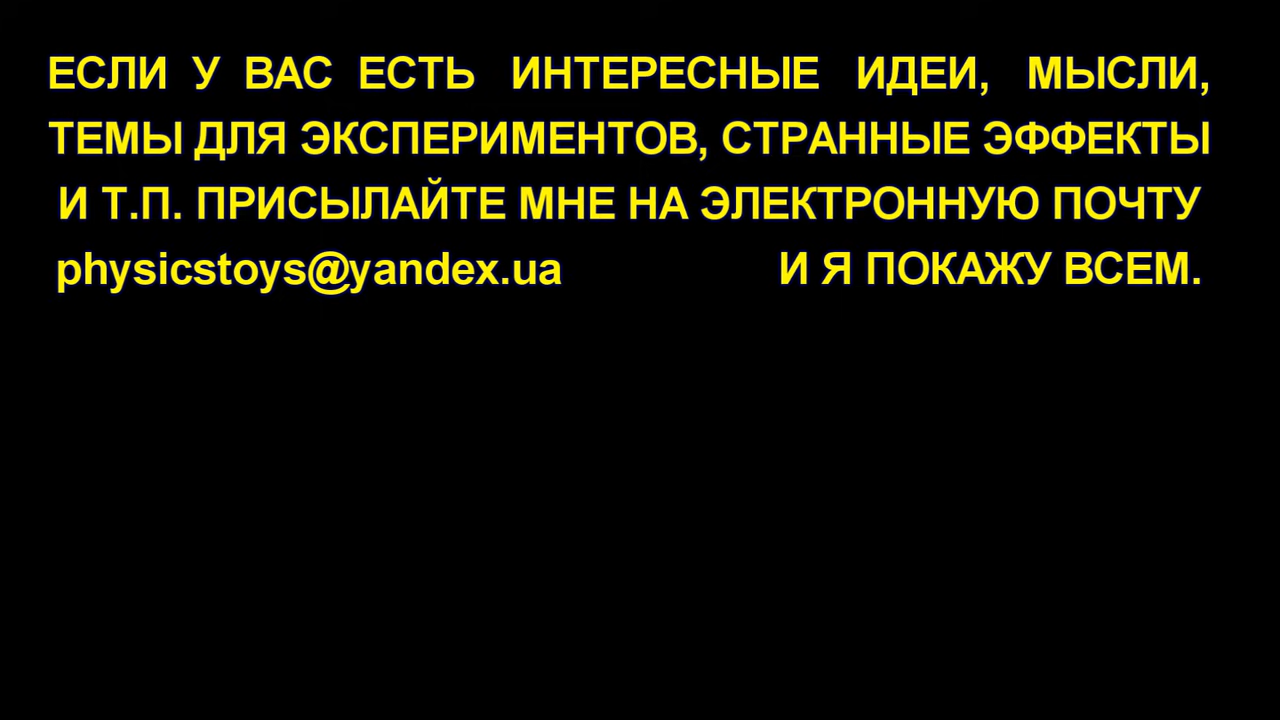 ЕСЛИ У ВАС ЕСТЬ ИНТЕРЕСНЫЕ ИДЕИ, МЫСЛИ,
ТЕМЫ ДЛЯ ЭКСПЕРИМЕНТОВ, СТРАННЫЕ ЭФФЕКТЫ
И Т.П. ПРИСЫЛАЙТЕ МНЕ НА ЭЛЕКТРОННУЮ ПОЧТУ
physicstoys@yandex.ua И Я ПОКАЖУ ВСЕМ.